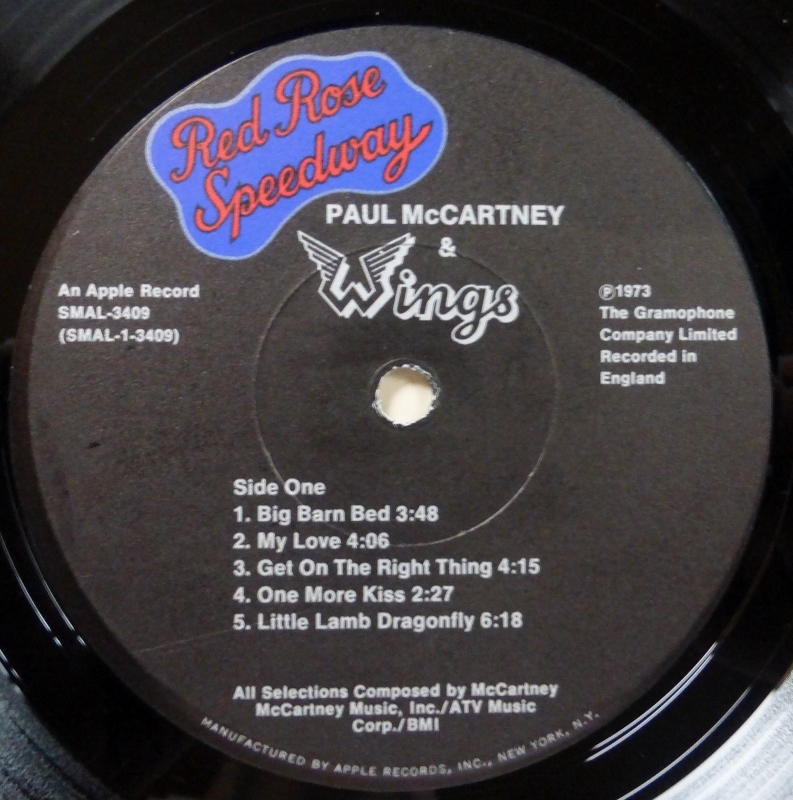 Red Rose
Speedway
PAUL McCARTNEY
&
Wings
An Apple Record
SMAL-3409
(SMAL-1-3409)
℗1973
The Gramophone
Company Limited
Recorded in
England
Side One
1. Big Barn Bed 3:48
2. My Love 4:06
3. Get On The Right Thing 4:15
4. One More Kiss 2:27
5. Little Lamb Dragonfly 6:18
All Selections Composed by McCartney
McCartney Music, Inc./ATV Music
Corp./BMI
MANUFACTURED BY APPLE RECORDS, INC., NEW YORK, N.Y.